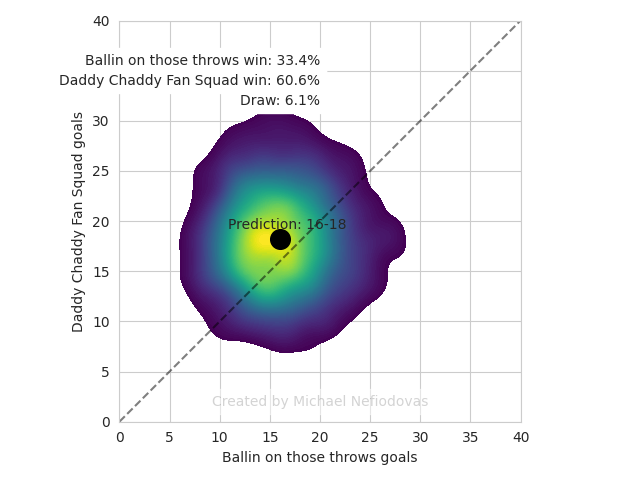 40
Ballin on those throws win: 33.4%
Daddy Chaddy Fan Squad win: 60.6%
Draw: 6.1%
30
25
20
15
10
5
0
Daddy Chaddy Fan Squad goals
Prediction: 16-18
Created by Michael Nefiodovas
0 5 10 15 20 25 30 35 40
Ballin on those throws goals